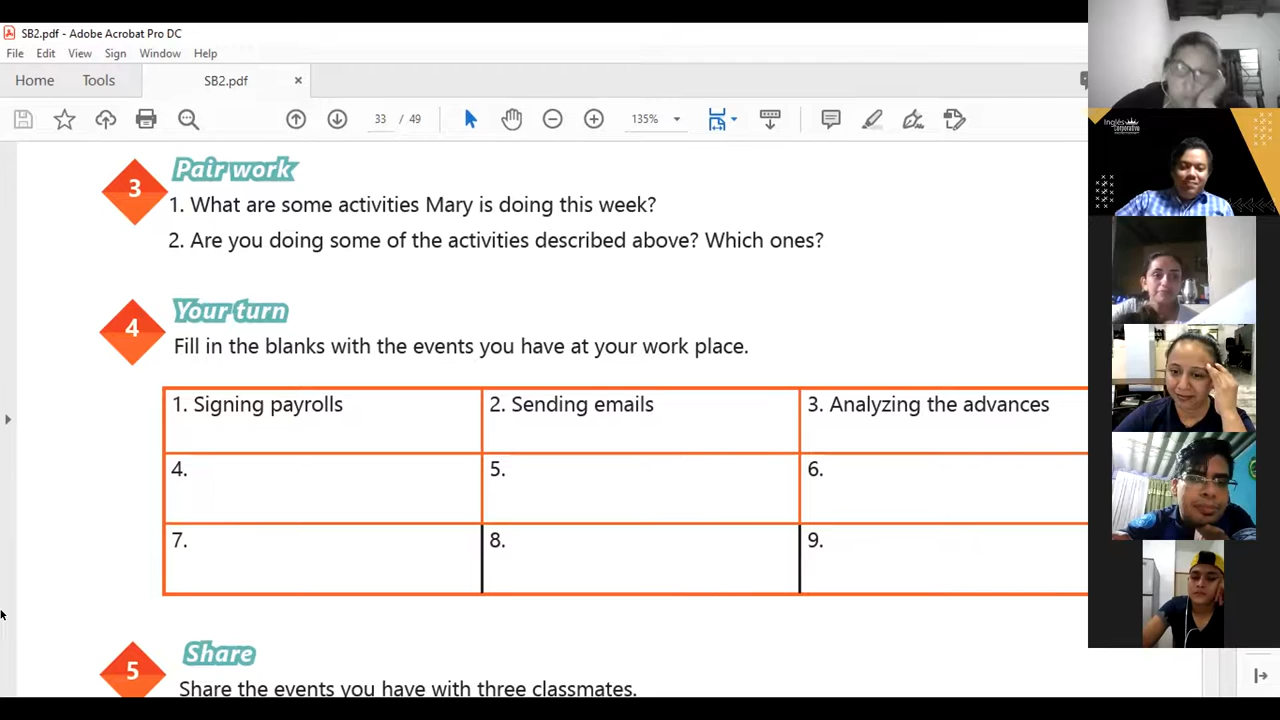 SB2.pdf - Adobe Acrobat Pro DC
File Edit View Sign Window Help
Home Tools SB2.pdf ×
33 / 49 135%
3 Pair work
1. What are some activities Mary is doing this week?
2. Are you doing some of the activities described above? Which ones?
4 Your turn
Fill in the blanks with the events you have at your work place.
1. Signing payrolls 2. Sending emails 3. Analyzing the advances
4. 5. 6.
7. 8. 9.
5 Share
Share the events you have with three classmates.
Inglés
Corporativo